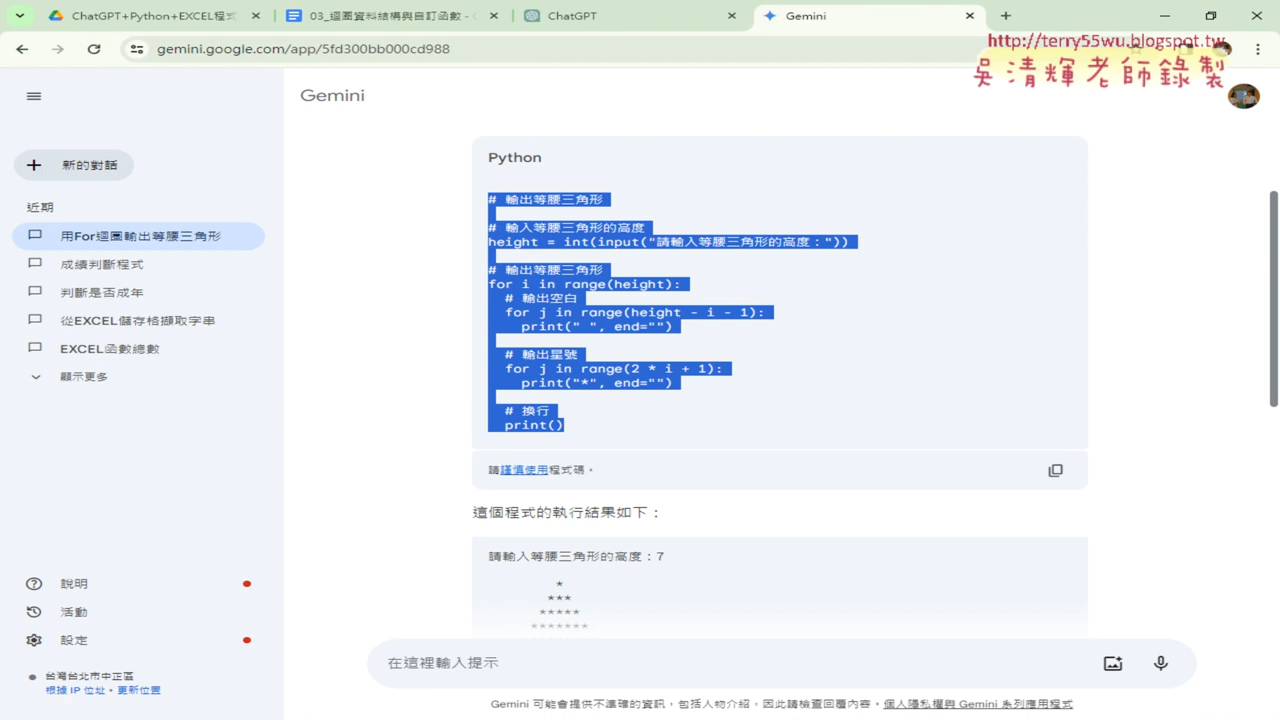 ChatGPT+Python+EXCEL程式
03_迴圈資料結構與自訂函數 -
ChatGPT
Gemini
gemini.google.com/app/5fd300bb000cd988
http://terry55wu.blogspot.tw
吳清輝老師錄製
Gemini
新的對話
近期
用For迴圈輸出等腰三角形
成績判斷程式
判斷是否成年
從EXCEL儲存格擷取字串
EXCEL函數總數
顯示更多
說明
活動
設定
台灣台北市中正區
根據 IP 位址・更新位置
Python
# 輸出等腰三角形
# 輸入等腰三角形的高度
height = int(input("請輸入等腰三角形的高度："))
# 輸出等腰三角形
for i in range(height):
# 輸出空白
for j in range(height - i - 1):
print(" ", end="")
# 輸出星號
for j in range(2 * i + 1):
print("*", end="")
# 換行
print()
請謹慎使用程式碼。
這個程式的執行結果如下：
請輸入等腰三角形的高度：7
*
***
*****
*******
在這裡輸入提示
Gemini 可能會提供不準確的資訊，包括人物介紹，因此請檢查回覆內容。個人隱私權與 Gemini 系列應用程式